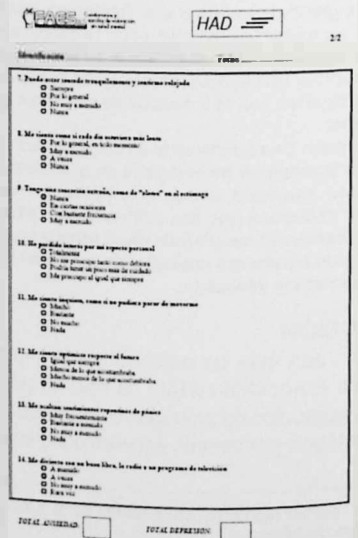 HAD
2/2
Identificación
FECHA
7. Puedo estar sentado tranquilamente y sentirme relajado
Siempre
Por lo general
No muy a menudo
Nunca
8. Me siento como si cada día estuviera más lento
Por lo general, en todo momento
Muy a menudo
A veces
Nunca
9. Tengo una sensación extraña, como de "aleteo" en el estómago
Nunca
En ciertas ocasiones
Con bastante frecuencia
Muy a menudo
10. He perdido interés por mi aspecto personal
Totalmente
No me preocupo tanto como debiera
Podría tener un poco más de cuidado
Me preocupo al igual que siempre
11. Me siento inquieto, como si no pudiera parar de moverme
Mucho
Bastante
No mucho
Nada
12. Me siento optimista respecto al futuro
Igual que siempre
Menos de lo que acostumbraba
Mucho menos de lo que acostumbraba
Nada
13. Me asaltan sentimientos repentinos de pánico
Muy frecuentemente
Bastante a menudo
No muy a menudo
Nada
14. Me divierto con un buen libro, la radio o un programa de televisión
A menudo
A veces
No muy a menudo
Rara vez
TOTAL ANSIEDAD:
TOTAL DEPRESION: